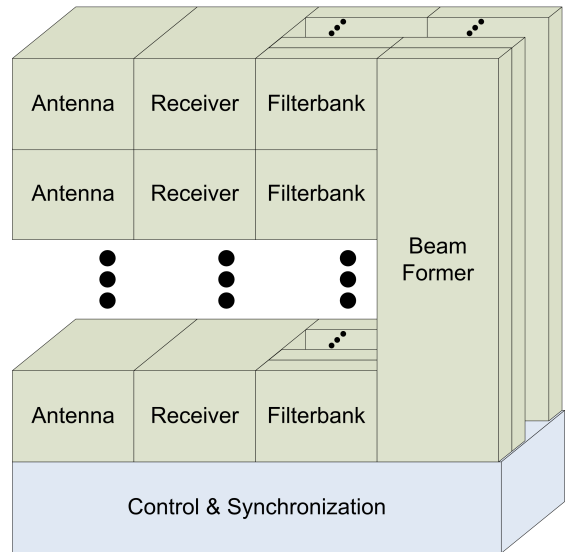 Antenna Receiver Filterbank
Antenna Receiver Filterbank
Beam
Former
Antenna Receiver Filterbank
Control & Synchronization